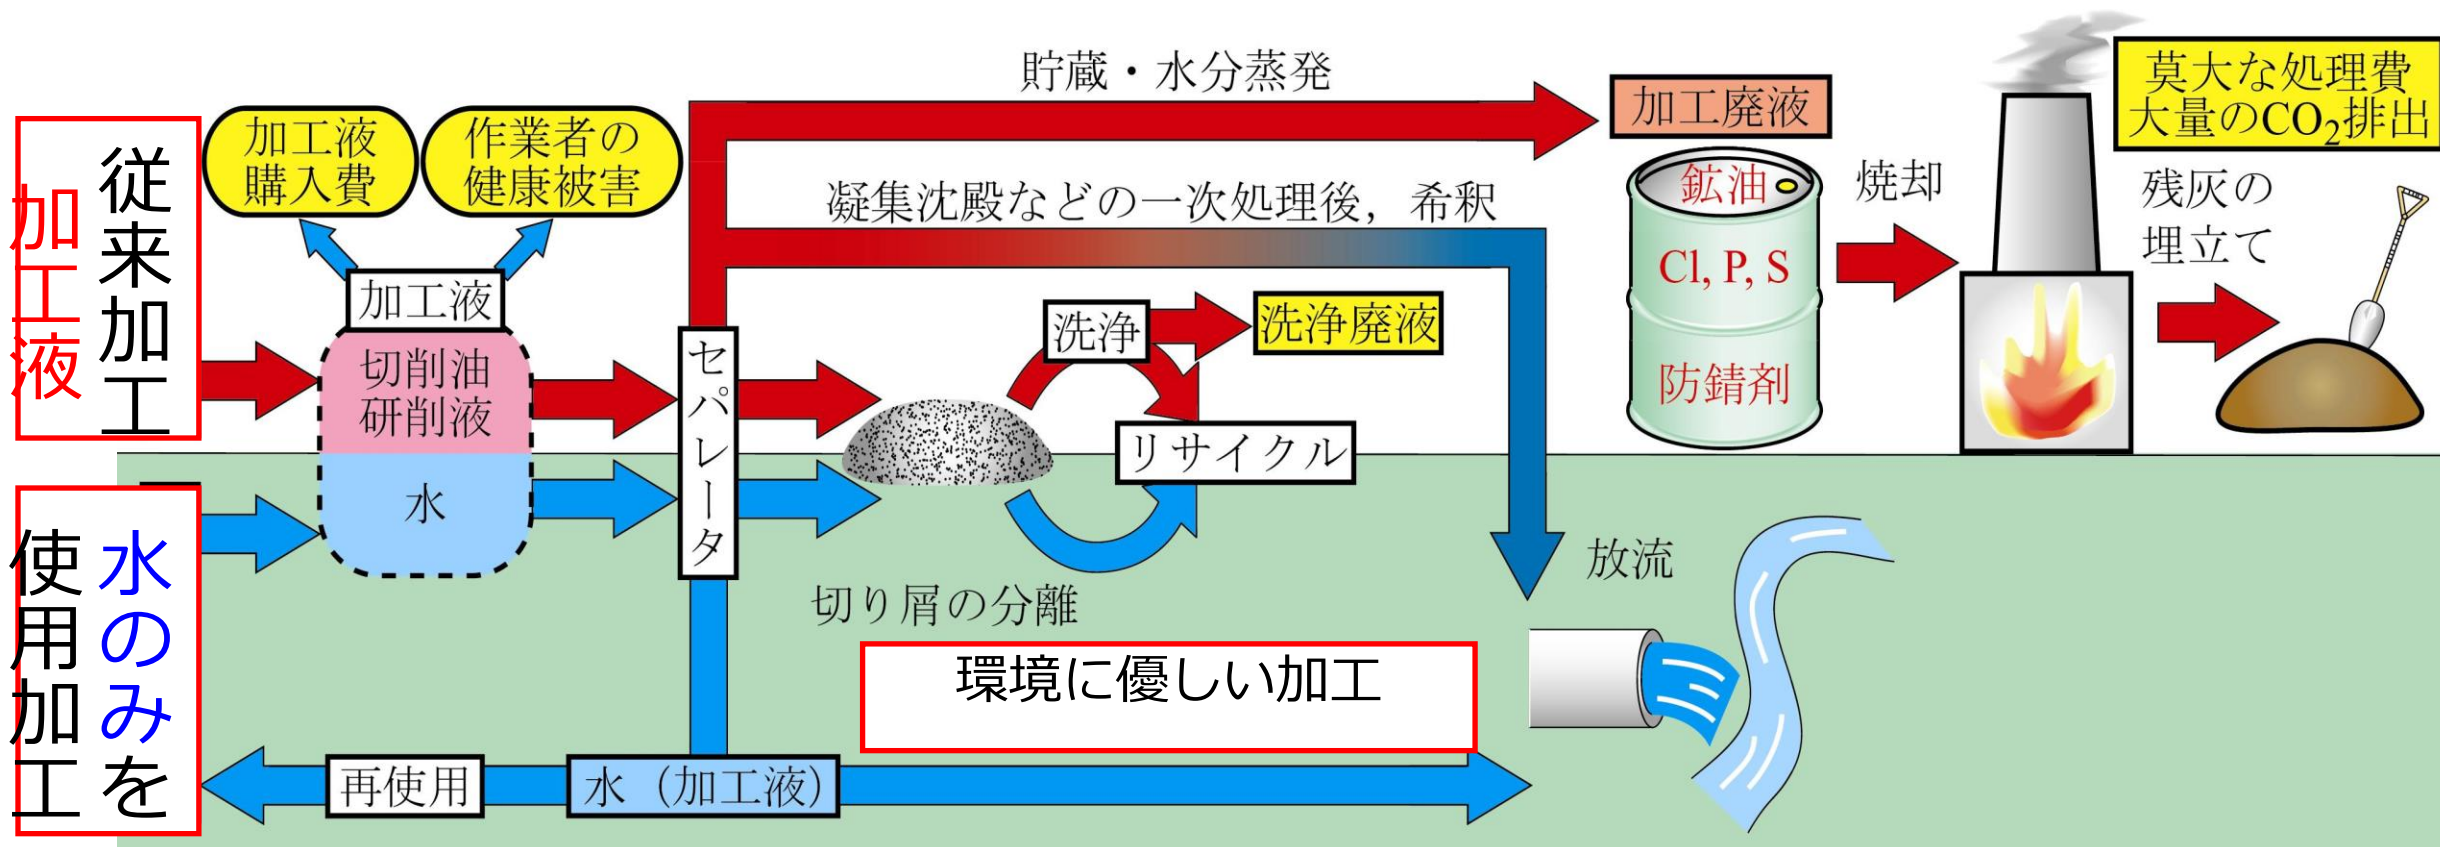 従来加工
加工液
加工液
購入費
作業者の
健康被害
加工液
切削油
研削液
水
セパレータ
貯蔵・水分蒸発
凝集沈殿などの一次処理後，希釈
洗浄
洗浄廃液
リサイクル
切り屑の分離
加工廃液
鉱油
Cl, P, S
防錆剤
焼却
莫大な処理費
大量のCO₂排出
残灰の
埋立て
放流
水のみを
使用加工
環境に優しい加工
再使用
水（加工液）